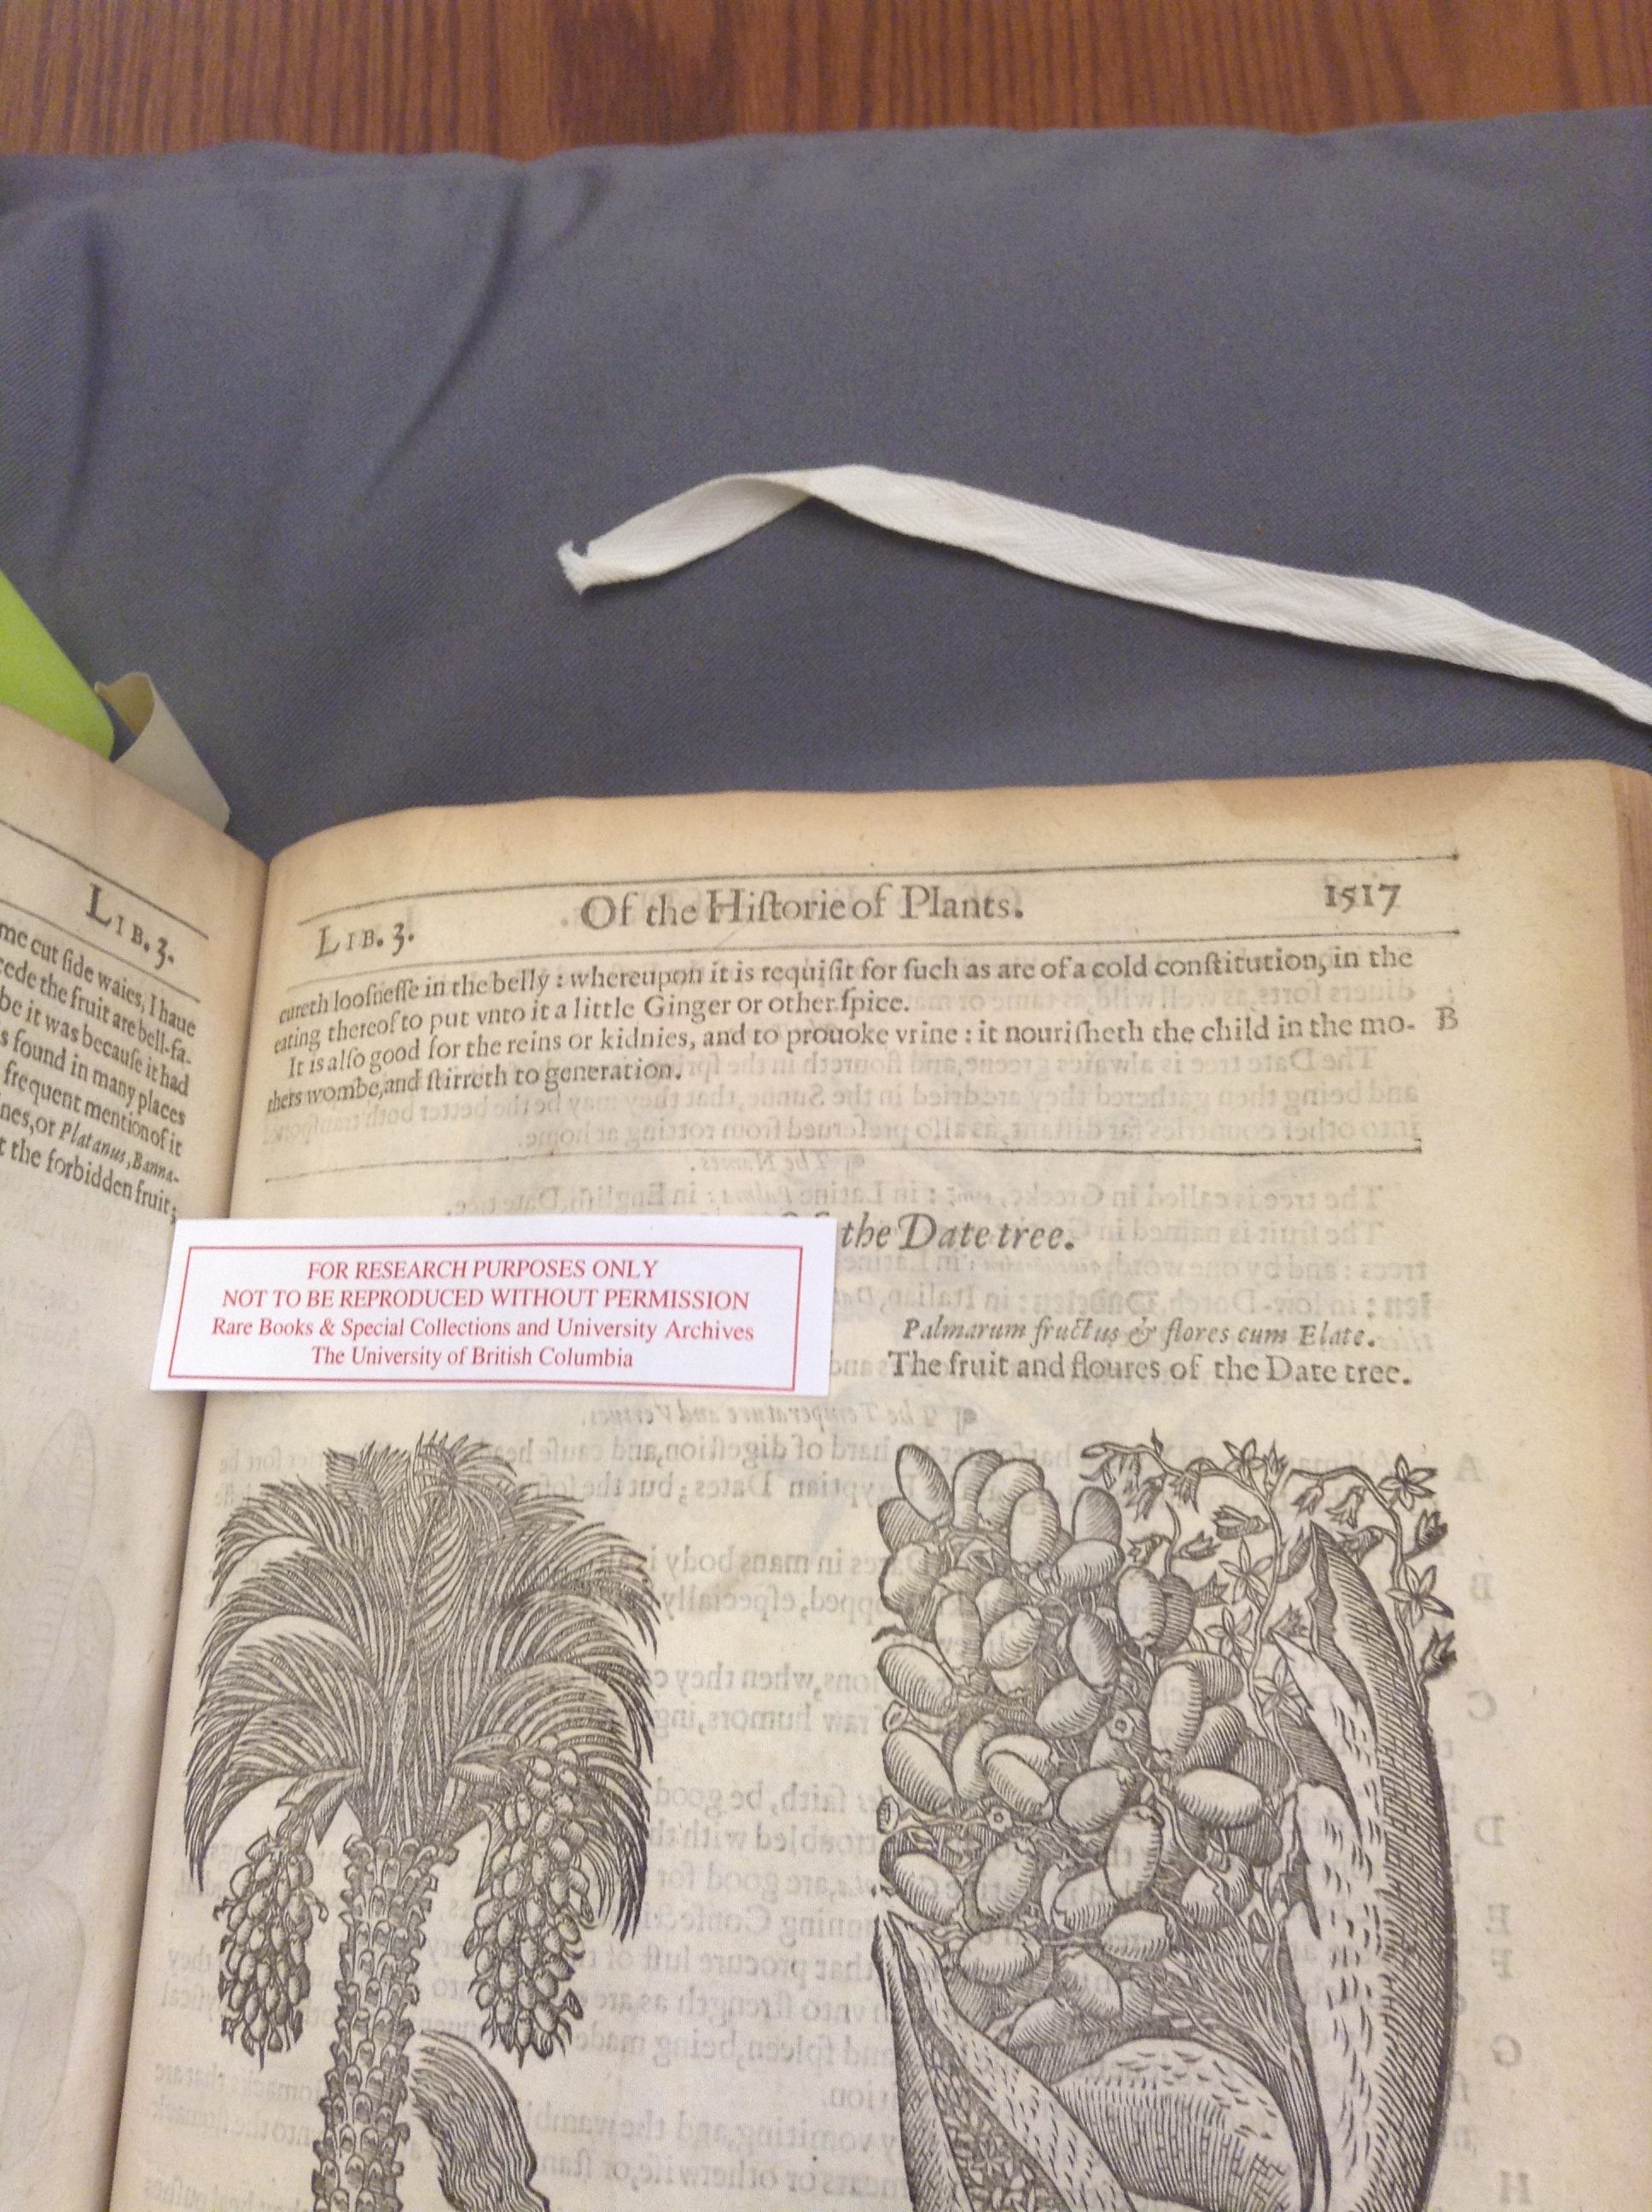 LIB. 3.
me cut ſide waies, I haue
cede the fruit are bell-fa-
be it was becauſe it had
s found in many places
frequent mention of it
nes, or Platanus, Banna-
t the forbidden fruit;
LIB. 3. Of the Hiſtorie of Plants. 1517
cureth looſneſſe in the belly : whereupon it is requiſit for ſuch as are of a cold conſtitution, in the
eating thereof to put vnto it a little Ginger or other ſpice.
It is alſo good for the reins or kidnies, and to prouoke vrine : it nouriſheth the child in the mo- B
thers wombe, and ſtirreth to generation.
the Date tree.
FOR RESEARCH PURPOSES ONLY
NOT TO BE REPRODUCED WITHOUT PERMISSION
Rare Books & Special Collections and University Archives
The University of British Columbia
Palmarum fructus & flores cum Elate.
The fruit and floures of the Date tree.